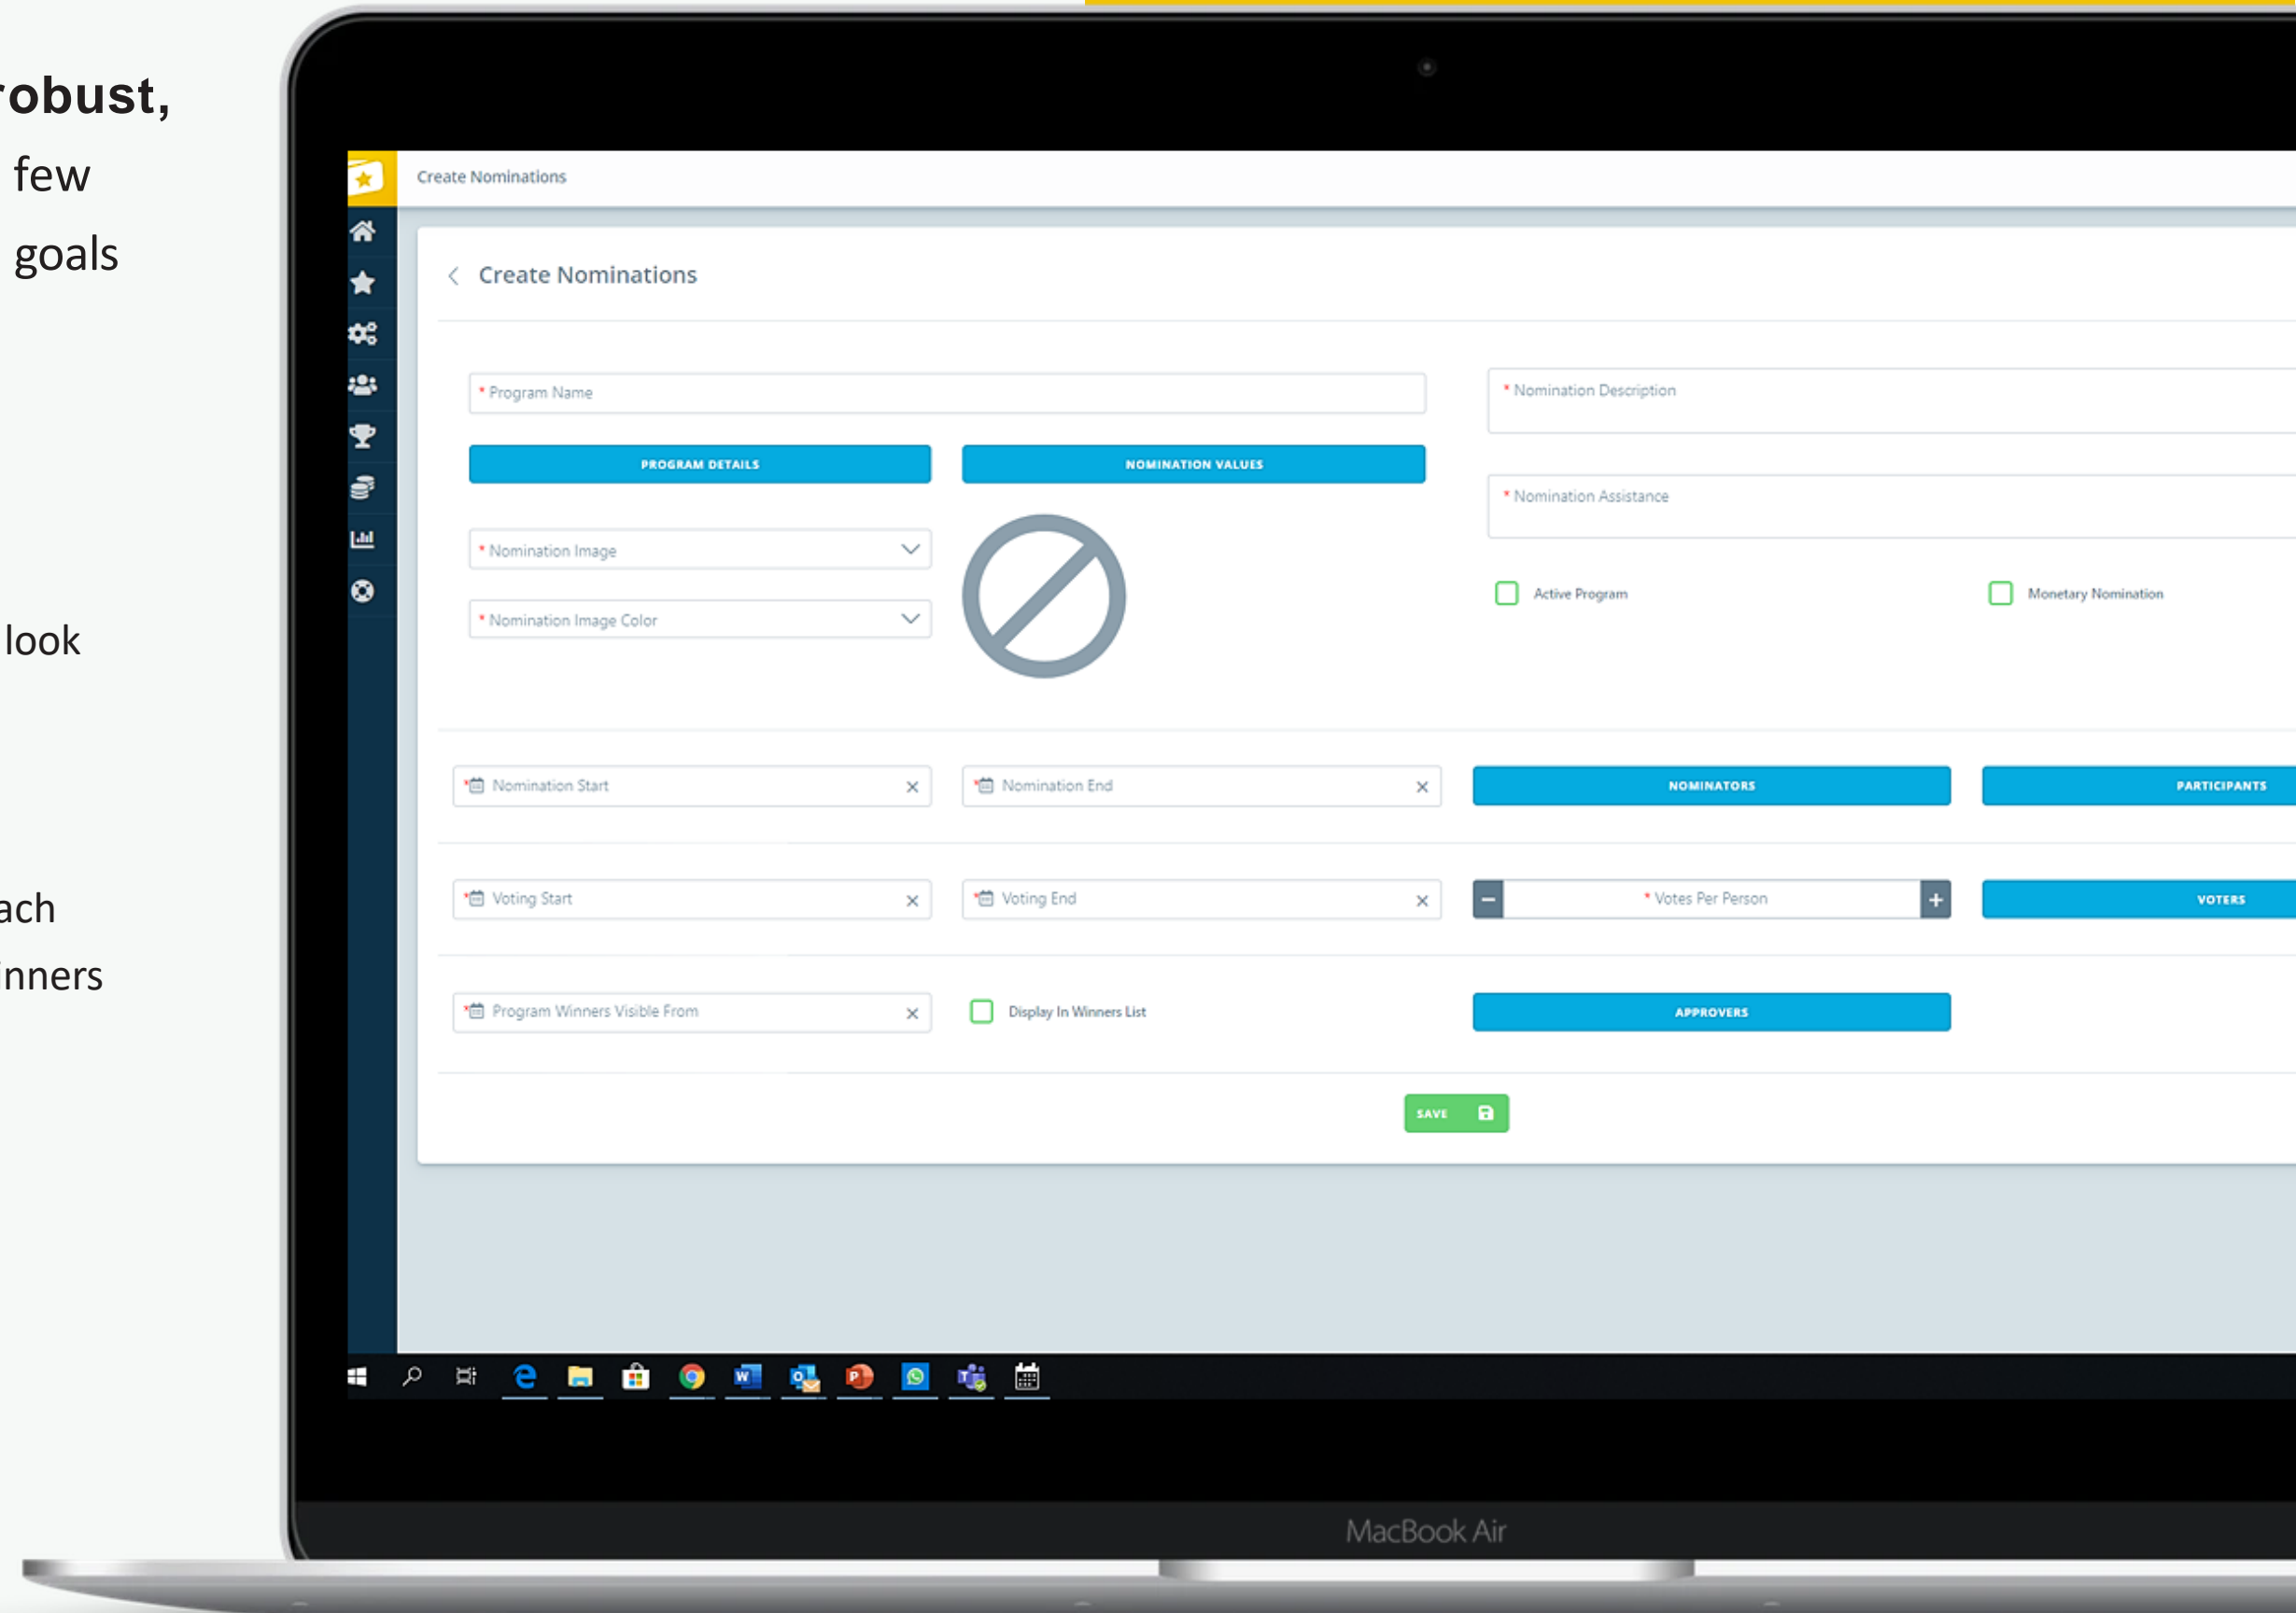 robust,
few
goals
look
ach
inners
Create Nominations
Create Nominations
* Program Name
* Nomination Description
PROGRAM DETAILS
NOMINATION VALUES
* Nomination Assistance
* Nomination Image
* Nomination Image Color
Active Program
Monetary Nomination
* Nomination Start
* Nomination End
NOMINATORS
PARTICIPANTS
* Voting Start
* Voting End
* Votes Per Person
VOTERS
* Program Winners Visible From
Display In Winners List
APPROVERS
SAVE
MacBook Air